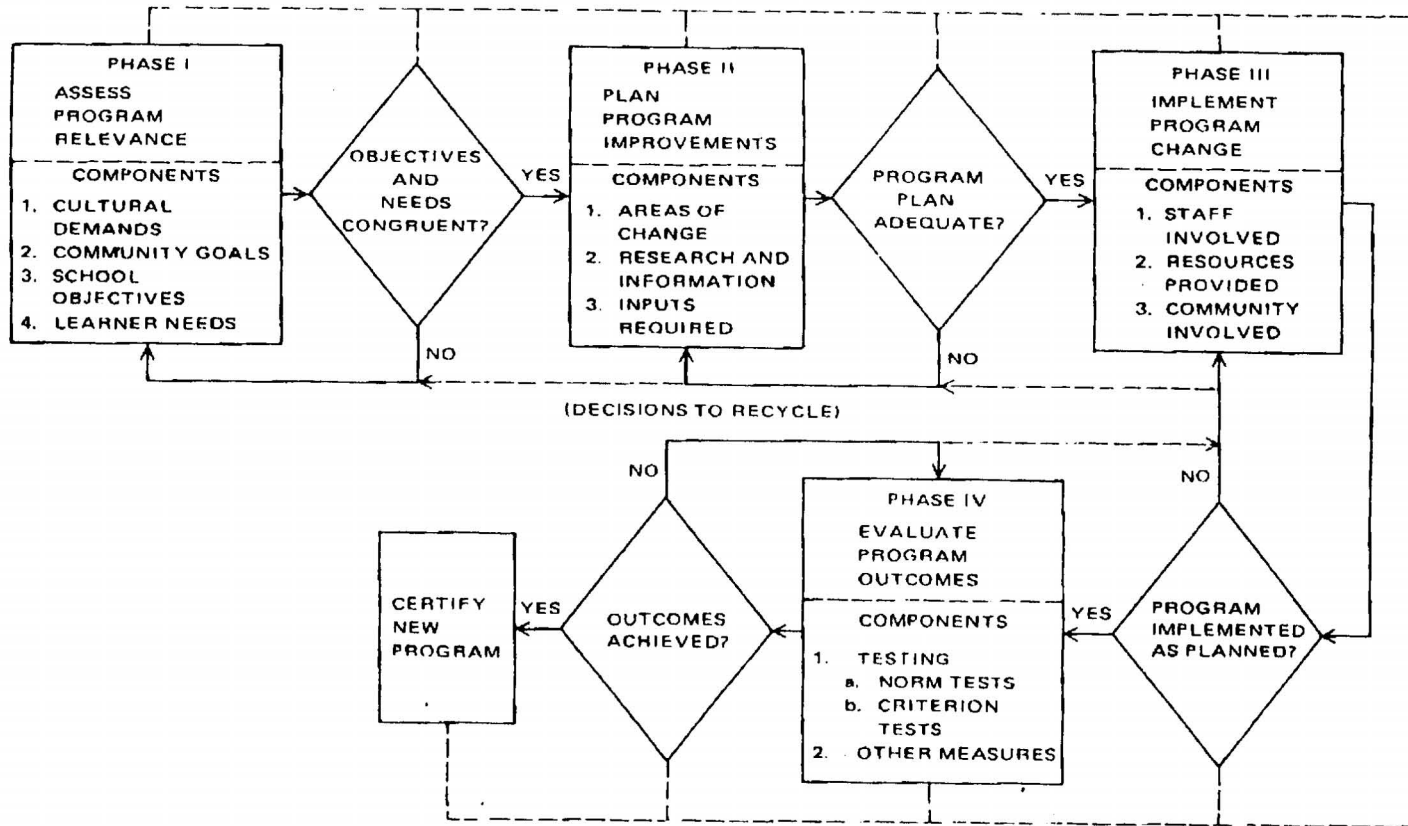 PHASE I
ASSESS
PROGRAM
RELEVANCE
COMPONENTS
1. CULTURAL
DEMANDS
2. COMMUNITY GOALS
3. SCHOOL
OBJECTIVES
4. LEARNER NEEDS
OBJECTIVES
AND
NEEDS
CONGRUENT?
YES
NO
PHASE II
PLAN
PROGRAM
IMPROVEMENTS
COMPONENTS
1. AREAS OF
CHANGE
2. RESEARCH AND
INFORMATION
3. INPUTS
REQUIRED
PROGRAM
PLAN
ADEQUATE?
YES
NO
PHASE III
IMPLEMENT
PROGRAM
CHANGE
COMPONENTS
1. STAFF
INVOLVED
2. RESOURCES
PROVIDED
3. COMMUNITY
INVOLVED
(DECISIONS TO RECYCLE)
NO
PROGRAM
IMPLEMENTED
AS PLANNED?
YES
PHASE IV
EVALUATE
PROGRAM
OUTCOMES
COMPONENTS
1. TESTING
a. NORM TESTS
b. CRITERION
TESTS
2. OTHER MEASURES
NO
OUTCOMES
ACHIEVED?
YES
CERTIFY
NEW
PROGRAM